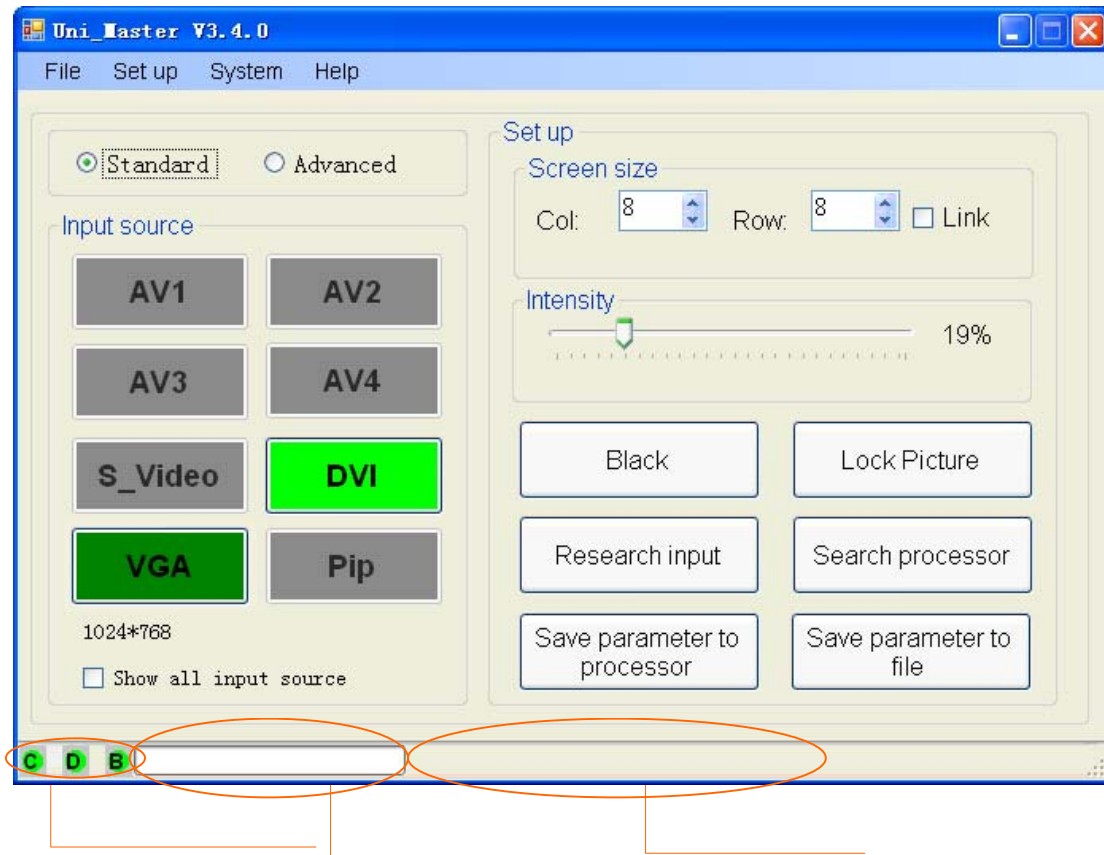 Uni_Master V3.4.0
File Set up System Help
Standard Advanced
Input source
AV1 AV2
AV3 AV4
S_Video DVI
VGA Pip
1024*768
Show all input source
Set up
Screen size
Col: 8 Row: 8 Link
Intensity
19%
Black Lock Picture
Research input Search processor
Save parameter to
processor
Save parameter to
file
C D B